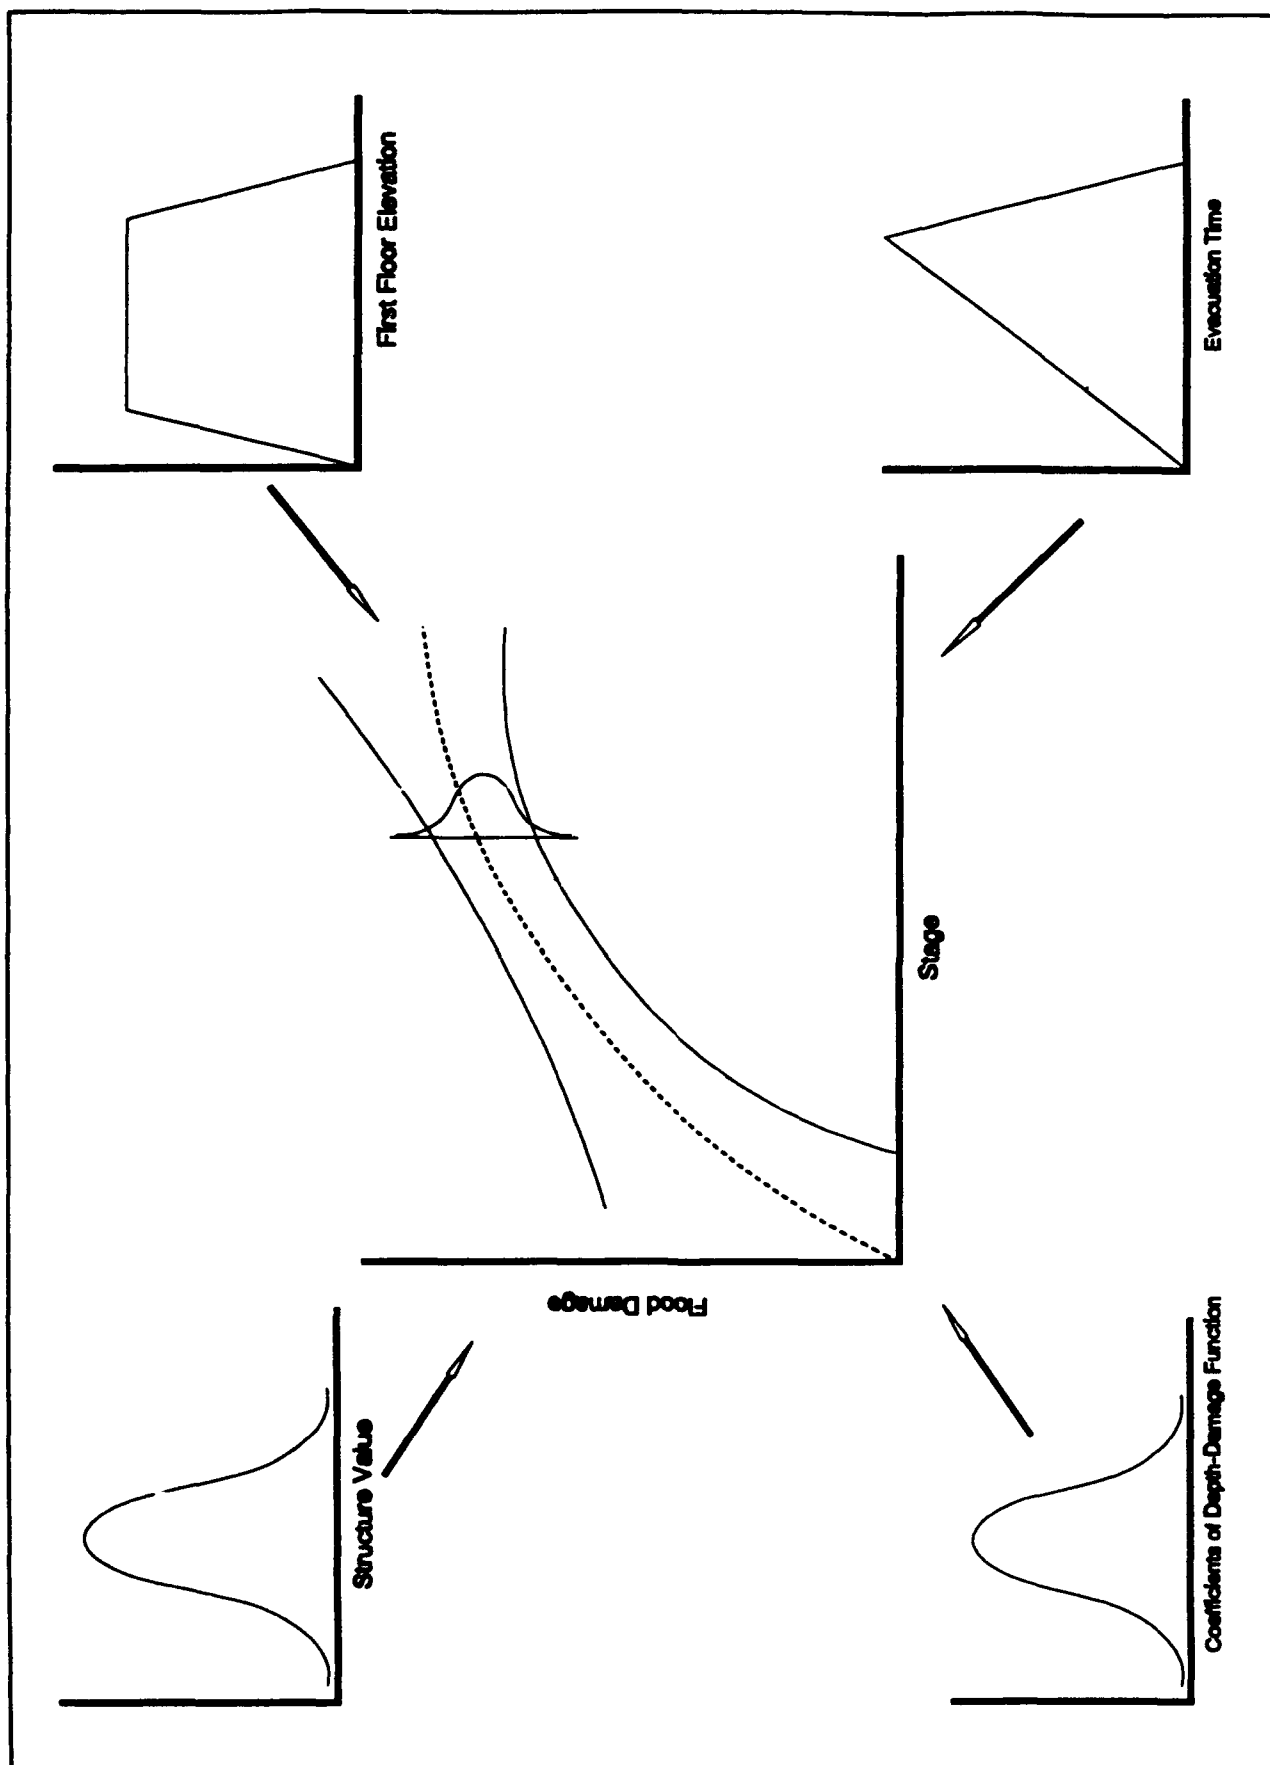 Structure Value
First Floor Elevation
Flood Damage
Stage
Coefficients of Depth-Damage Function
Evacuation Time